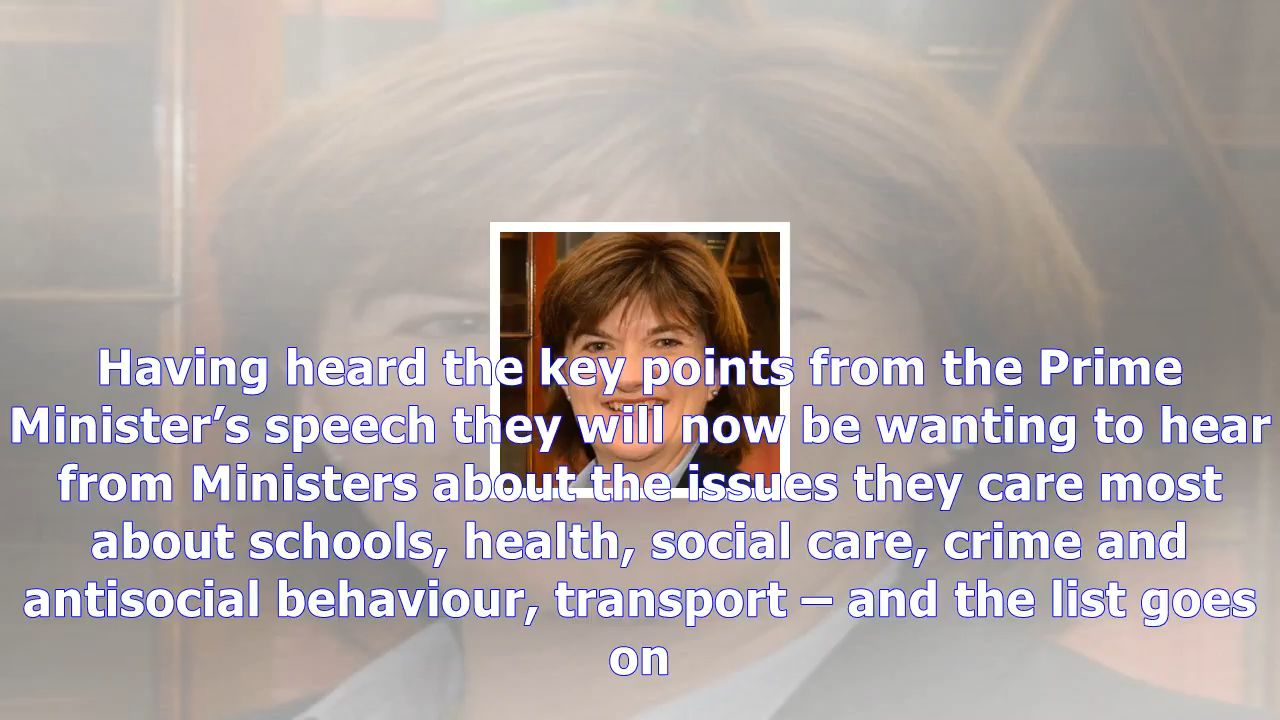 Having heard the key points from the Prime
Minister’s speech they will now be wanting to hear
from Ministers about the issues they care most
about schools, health, social care, crime and
antisocial behaviour, transport – and the list goes
on